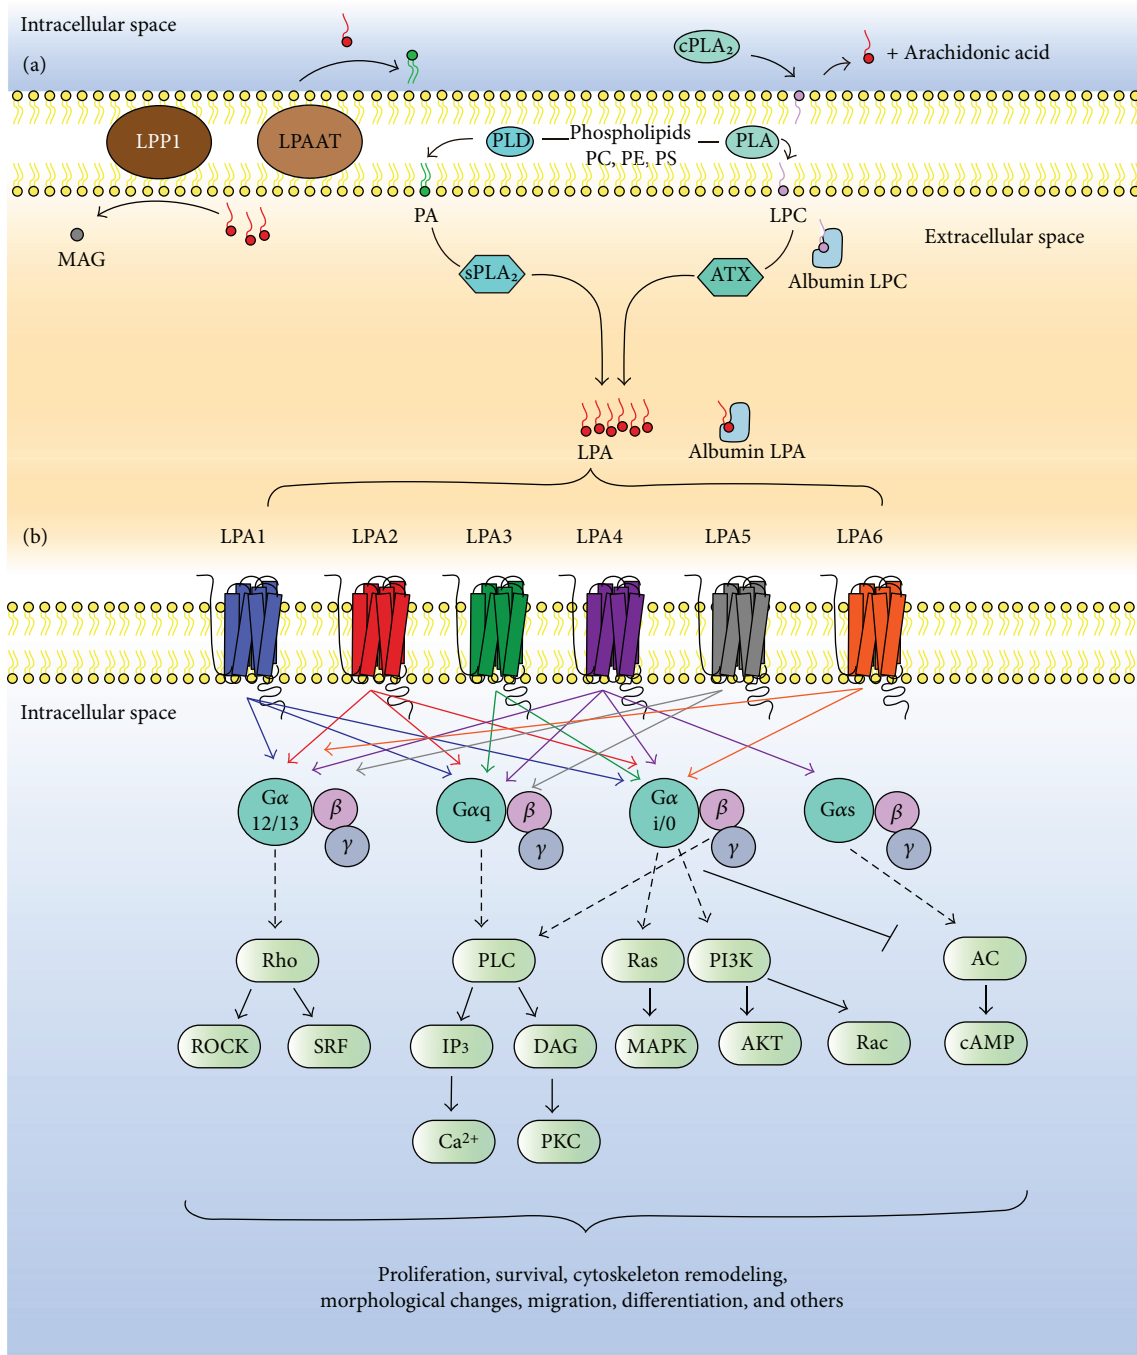 Intracellular space
(a)
cPLA₂
+ Arachidonic acid
LPP1
LPAAT
PLD
Phospholipids
PC, PE, PS
PLA
PA
LPC
MAG
Extracellular space
sPLA₂
ATX
Albumin LPC
LPA
Albumin LPA
(b)
LPA1
LPA2
LPA3
LPA4
LPA5
LPA6
Intracellular space
Gα
12/13
β
γ
Gαq
β
γ
Gα
i/0
β
γ
Gαs
β
γ
Rho
PLC
Ras
PI3K
AC
ROCK
SRF
IP₃
DAG
MAPK
AKT
Rac
cAMP
Ca²⁺
PKC
Proliferation, survival, cytoskeleton remodeling,
morphological changes, migration, differentiation, and others